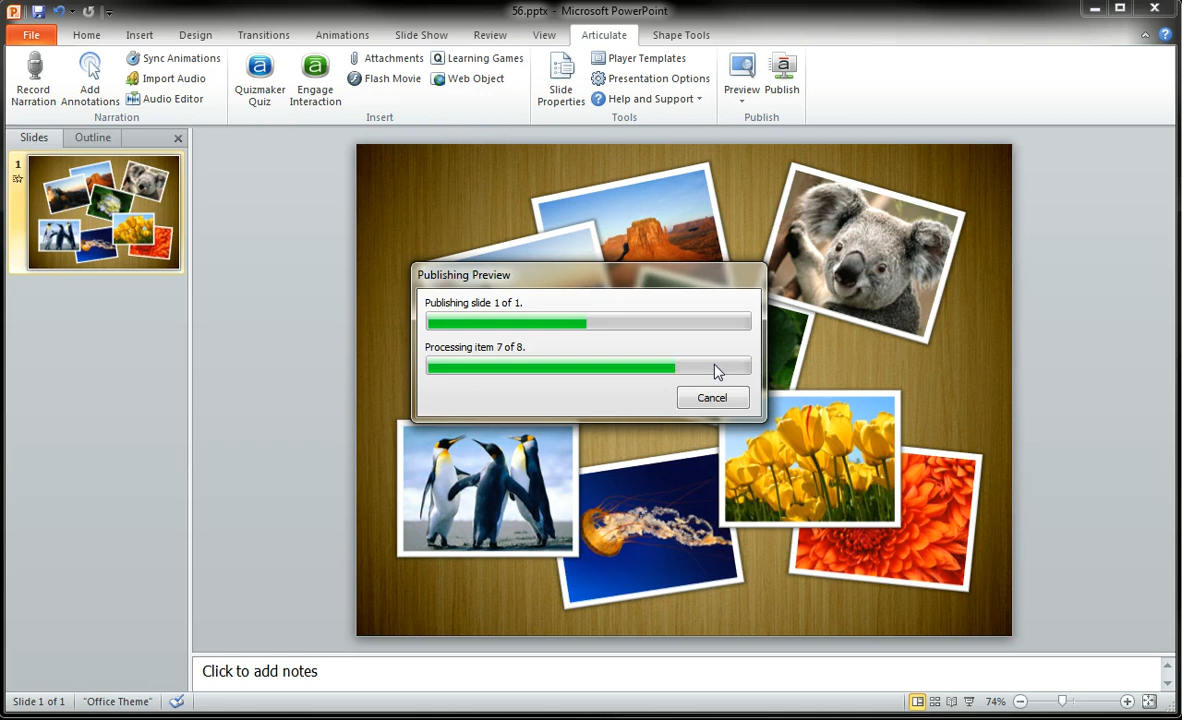 56.pptx - Microsoft PowerPoint
File Home Insert Design Transitions Animations Slide Show Review View Articulate Shape Tools
Record Narration
Add Annotations
Sync Animations
Import Audio
Audio Editor
Narration
Quizmaker Quiz
Engage Interaction
Attachments
Flash Movie
Learning Games
Web Object
Insert
Slide Properties
Player Templates
Presentation Options
Help and Support
Tools
Preview
Publish
Publish
Slides Outline
1
Publishing Preview
Publishing slide 1 of 1.
Processing item 7 of 8.
Cancel
Click to add notes
Slide 1 of 1 "Office Theme" 74%